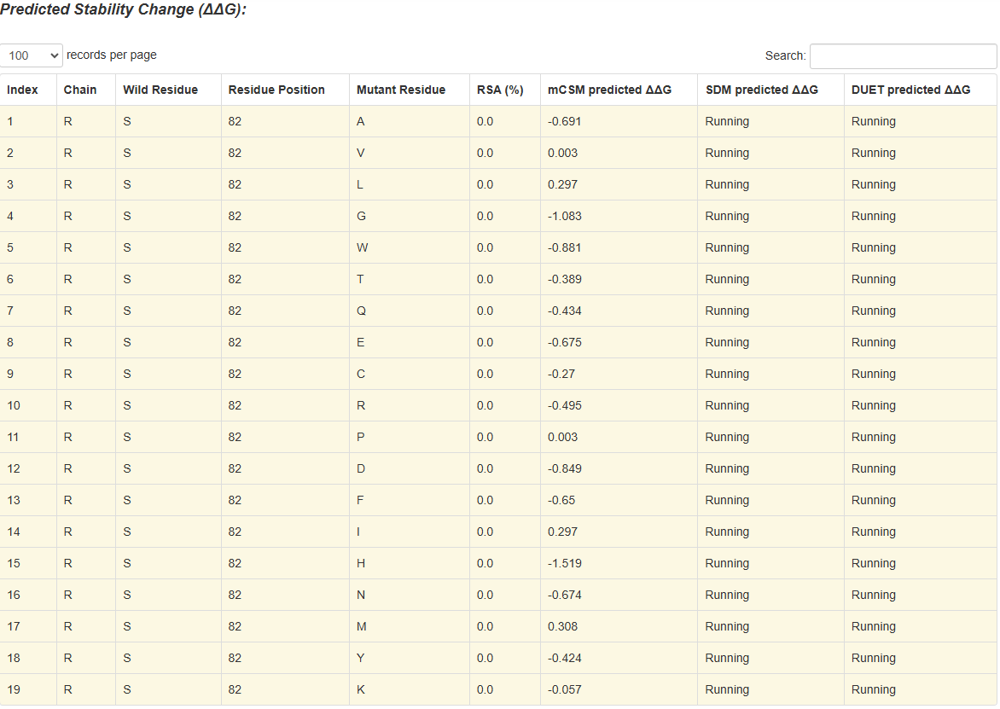 Predicted Stability Change (ΔΔG):
100 records per page Search:
Index Chain Wild Residue Residue Position Mutant Residue RSA (%) mCSM predicted ΔΔG SDM predicted ΔΔG DUET predicted ΔΔG
1 R S 82 A 0.0 -0.691 Running Running
2 R S 82 V 0.0 0.003 Running Running
3 R S 82 L 0.0 0.297 Running Running
4 R S 82 G 0.0 -1.083 Running Running
5 R S 82 W 0.0 -0.881 Running Running
6 R S 82 T 0.0 -0.389 Running Running
7 R S 82 Q 0.0 -0.434 Running Running
8 R S 82 E 0.0 -0.675 Running Running
9 R S 82 C 0.0 -0.27 Running Running
10 R S 82 R 0.0 -0.495 Running Running
11 R S 82 P 0.0 0.003 Running Running
12 R S 82 D 0.0 -0.849 Running Running
13 R S 82 F 0.0 -0.65 Running Running
14 R S 82 I 0.0 0.297 Running Running
15 R S 82 H 0.0 -1.519 Running Running
16 R S 82 N 0.0 -0.674 Running Running
17 R S 82 M 0.0 0.308 Running Running
18 R S 82 Y 0.0 -0.424 Running Running
19 R S 82 K 0.0 -0.057 Running Running